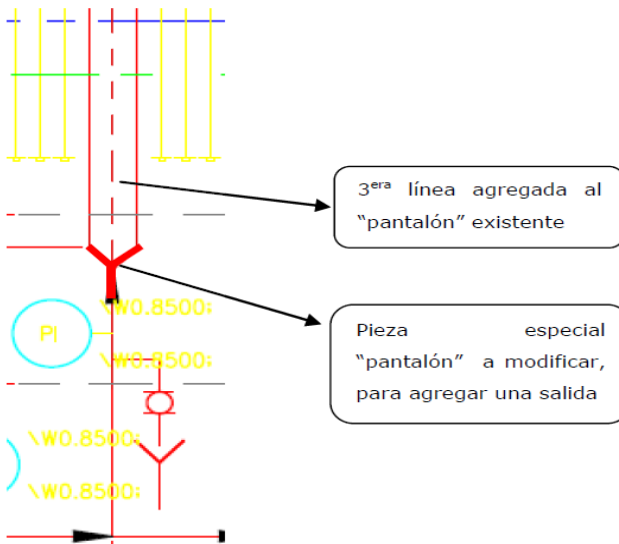 3era línea agregada al
“pantalón” existente
Pieza especial
“pantalón” a modificar,
para agregar una salida
\W0.8500;
PI
\W0.8500;
\W0.8500;
\W0.8500;